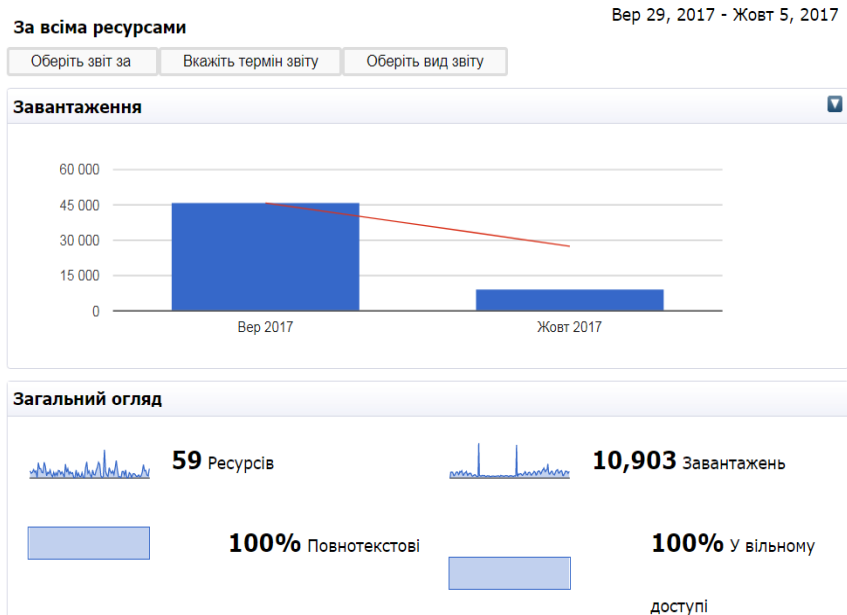 Вер 29, 2017 - Жовт 5, 2017
За всіма ресурсами
Оберіть звіт за Вкажіть термін звіту Оберіть вид звіту
Завантаження
60 000
45 000
30 000
15 000
0
Вер 2017 Жовт 2017
Загальний огляд
59 Ресурсів 10,903 Завантажень
100% Повнотекстові 100% У вільному
доступі